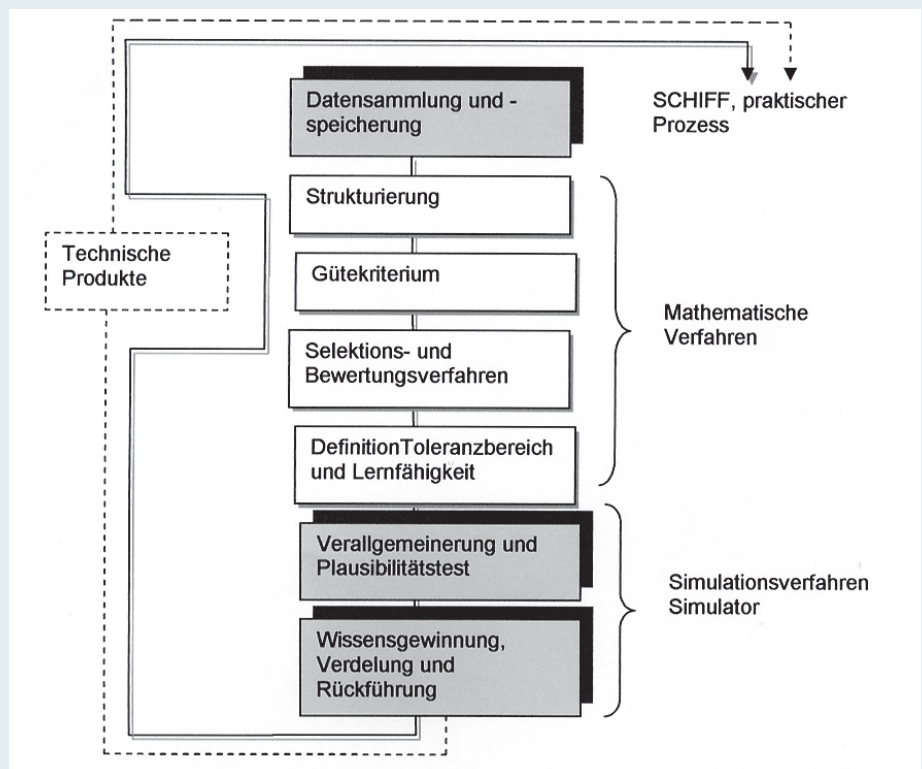 Datensammlung und -
speicherung
SCHIFF, praktischer
Prozess
Strukturierung
Technische
Produkte
Gütekriterium
Mathematische
Verfahren
Selektions- und
Bewertungsverfahren
DefinitionToleranzbereich
und Lernfähigkeit
Verallgemeinerung und
Plausibilitätstest
Simulationsverfahren
Simulator
Wissensgewinnung,
Verdelung und
Rückführung